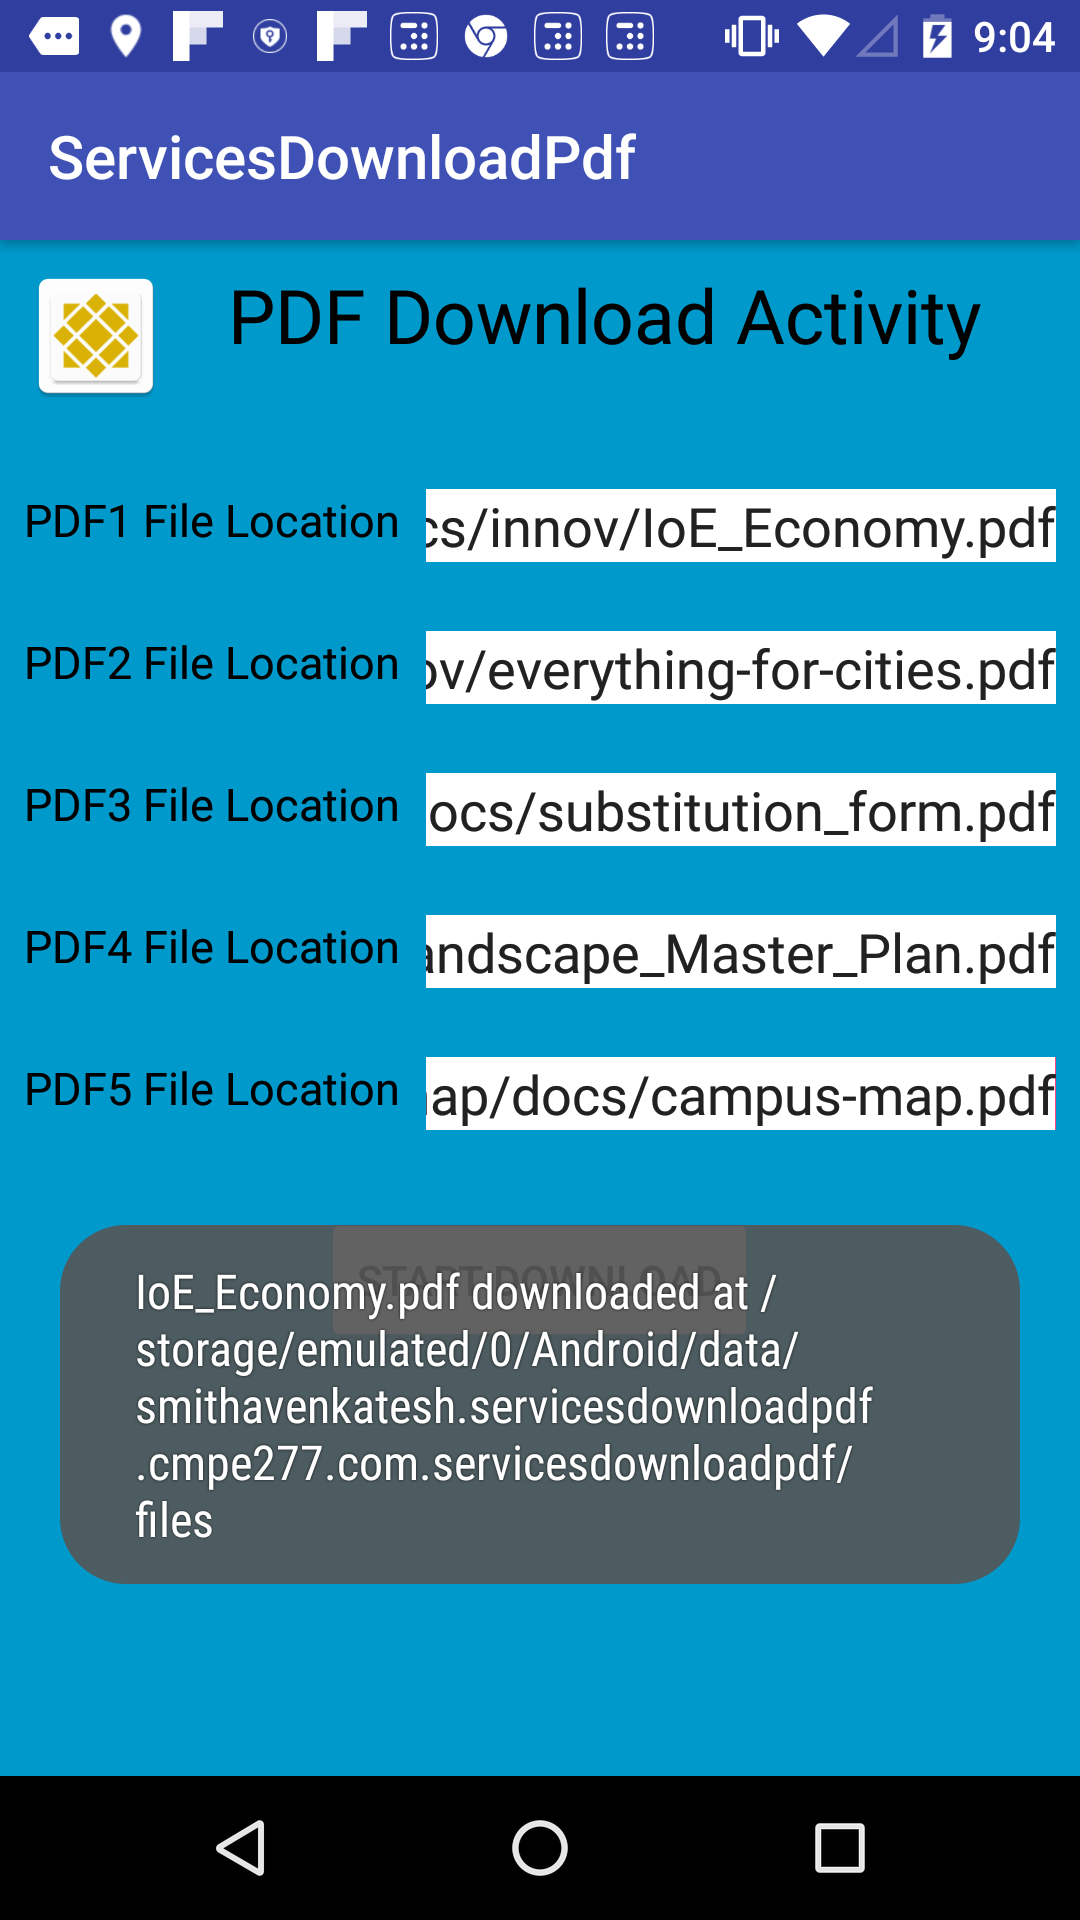 9:04
ServicesDownloadPdf
PDF Download Activity
PDF1 File Location cs/innov/IoE_Economy.pdf
PDF2 File Location ov/everything-for-cities.pdf
PDF3 File Location ocs/substitution_form.pdf
PDF4 File Location andscape_Master_Plan.pdf
PDF5 File Location ap/docs/campus-map.pdf
START DOWNLOAD
IoE_Economy.pdf downloaded at /
storage/emulated/0/Android/data/
smithavenkatesh.servicesdownloadpdf
.cmpe277.com.servicesdownloadpdf/
files